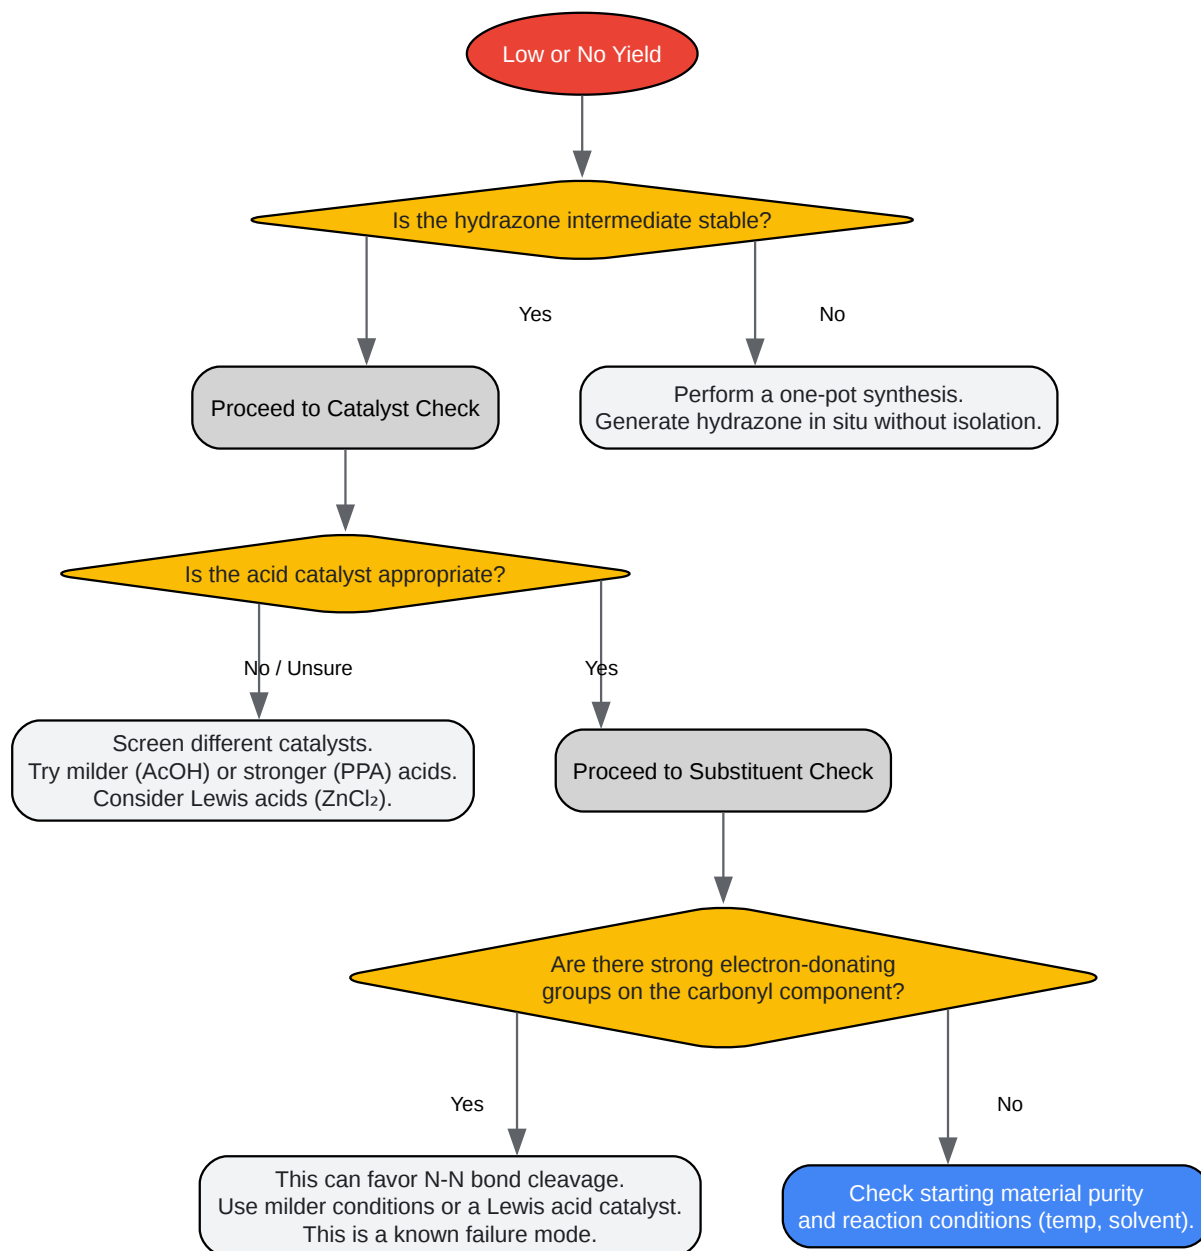 Low or No Yield
Is the hydrazone intermediate stable?
Yes
No
Proceed to Catalyst Check
Perform a one-pot synthesis.
Generate hydrazone in situ without isolation.
Is the acid catalyst appropriate?
No / Unsure
Yes
Screen different catalysts.
Try milder (AcOH) or stronger (PPA) acids.
Consider Lewis acids (ZnCl₂).
Proceed to Substituent Check
Are there strong electron-donating
groups on the carbonyl component?
Yes
No
This can favor N-N bond cleavage.
Use milder conditions or a Lewis acid catalyst.
This is a known failure mode.
Check starting material purity
and reaction conditions (temp, solvent).